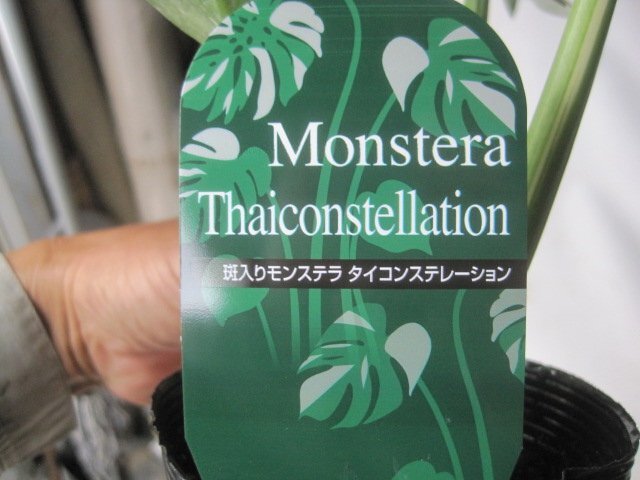 Monstera
Thaiconstellation
斑入りモンステラ タイコンステレーション